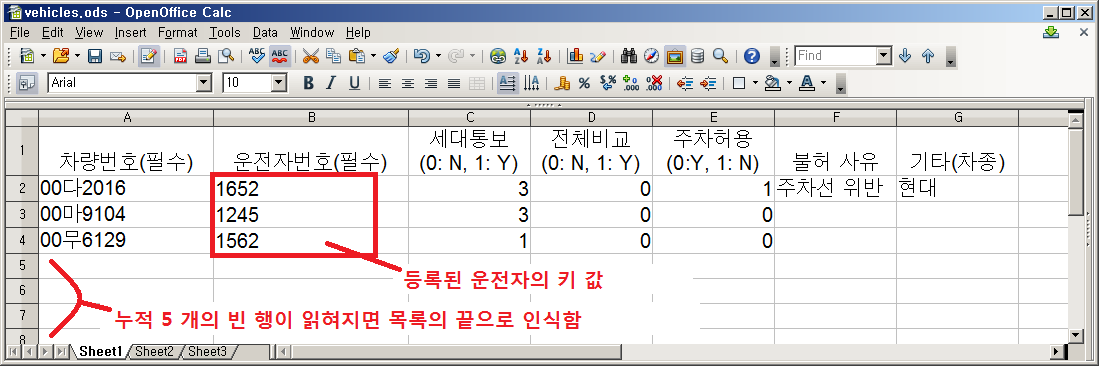 vehicles.ods - OpenOffice Calc
File Edit View Insert Format Tools Data Window Help
Find
Arial 10
A B C D E F G
1 차량번호(필수) 운전자번호(필수) 세대통보 (0: N, 1: Y) 전체비교 (0: N, 1: Y) 주차허용 (0:Y, 1: N) 불허 사유 기타(차종)
2 00다2016 1652 3 0 1 주차선 위반 현대
3 00마9104 1245 3 0 0
4 00무6129 1562 1 0 0
5
등록된 운전자의 키 값
6
7
누적 5 개의 빈 행이 읽혀지면 목록의 끝으로 인식함
8
Sheet1 Sheet2 Sheet3